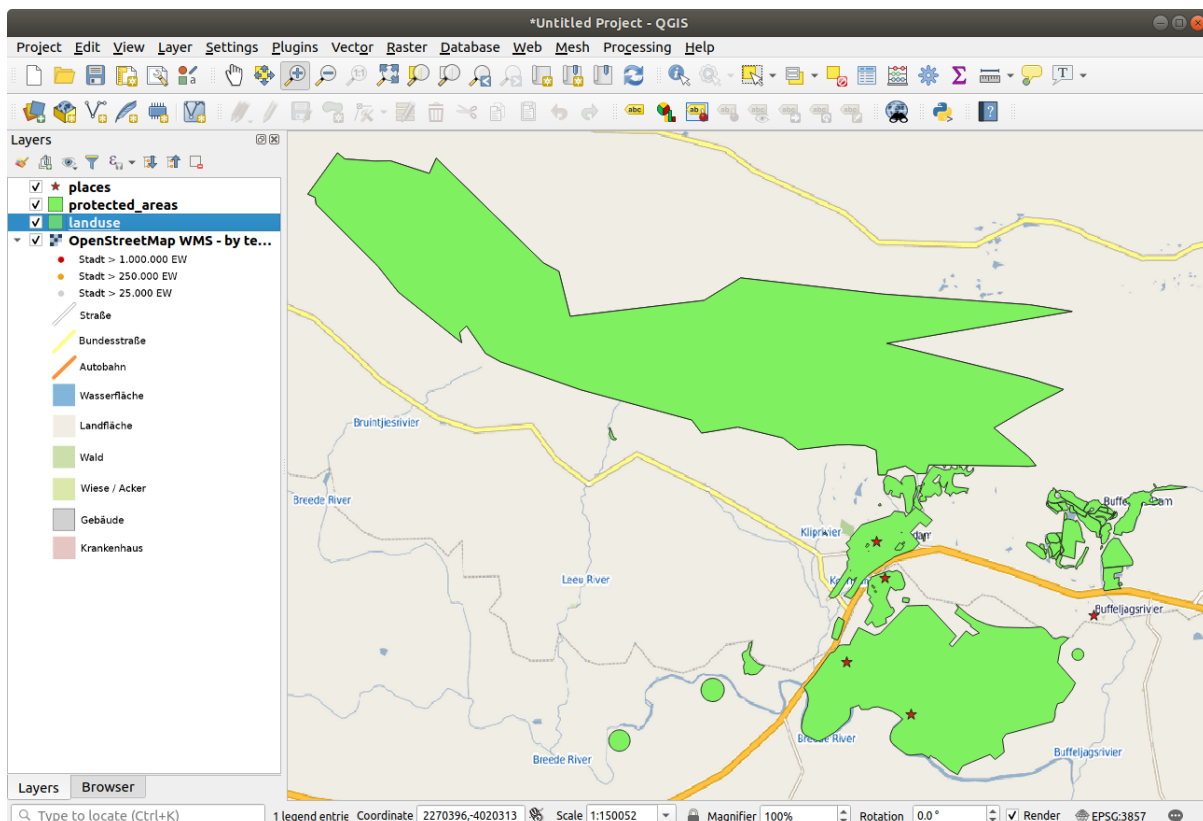 *Untitled Project - QGIS
Project Edit View Layer Settings Plugins Vector Raster Database Web Mesh Processing Help
Layers
places
protected_areas
landuse
OpenStreetMap WMS - by te...
Stadt > 1.000.000 EW
Stadt > 250.000 EW
Stadt > 25.000 EW
Straße
Bundesstraße
Autobahn
Wasserfläche
Landfläche
Wald
Wiese / Acker
Gebäude
Krankenhaus
Bruintjiesrivier
Breede River
Kliprivier
dam
Leeu River
Buffeljagsrivier
Breede River
Breede River
Buffeljagsrivier
Layers Browser
Type to locate (Ctrl+K) 1 legend entrie Coordinate 2270396,-4020313 Scale 1:150052 Magnifier 100% Rotation 0.0 ° Render EPSG:3857